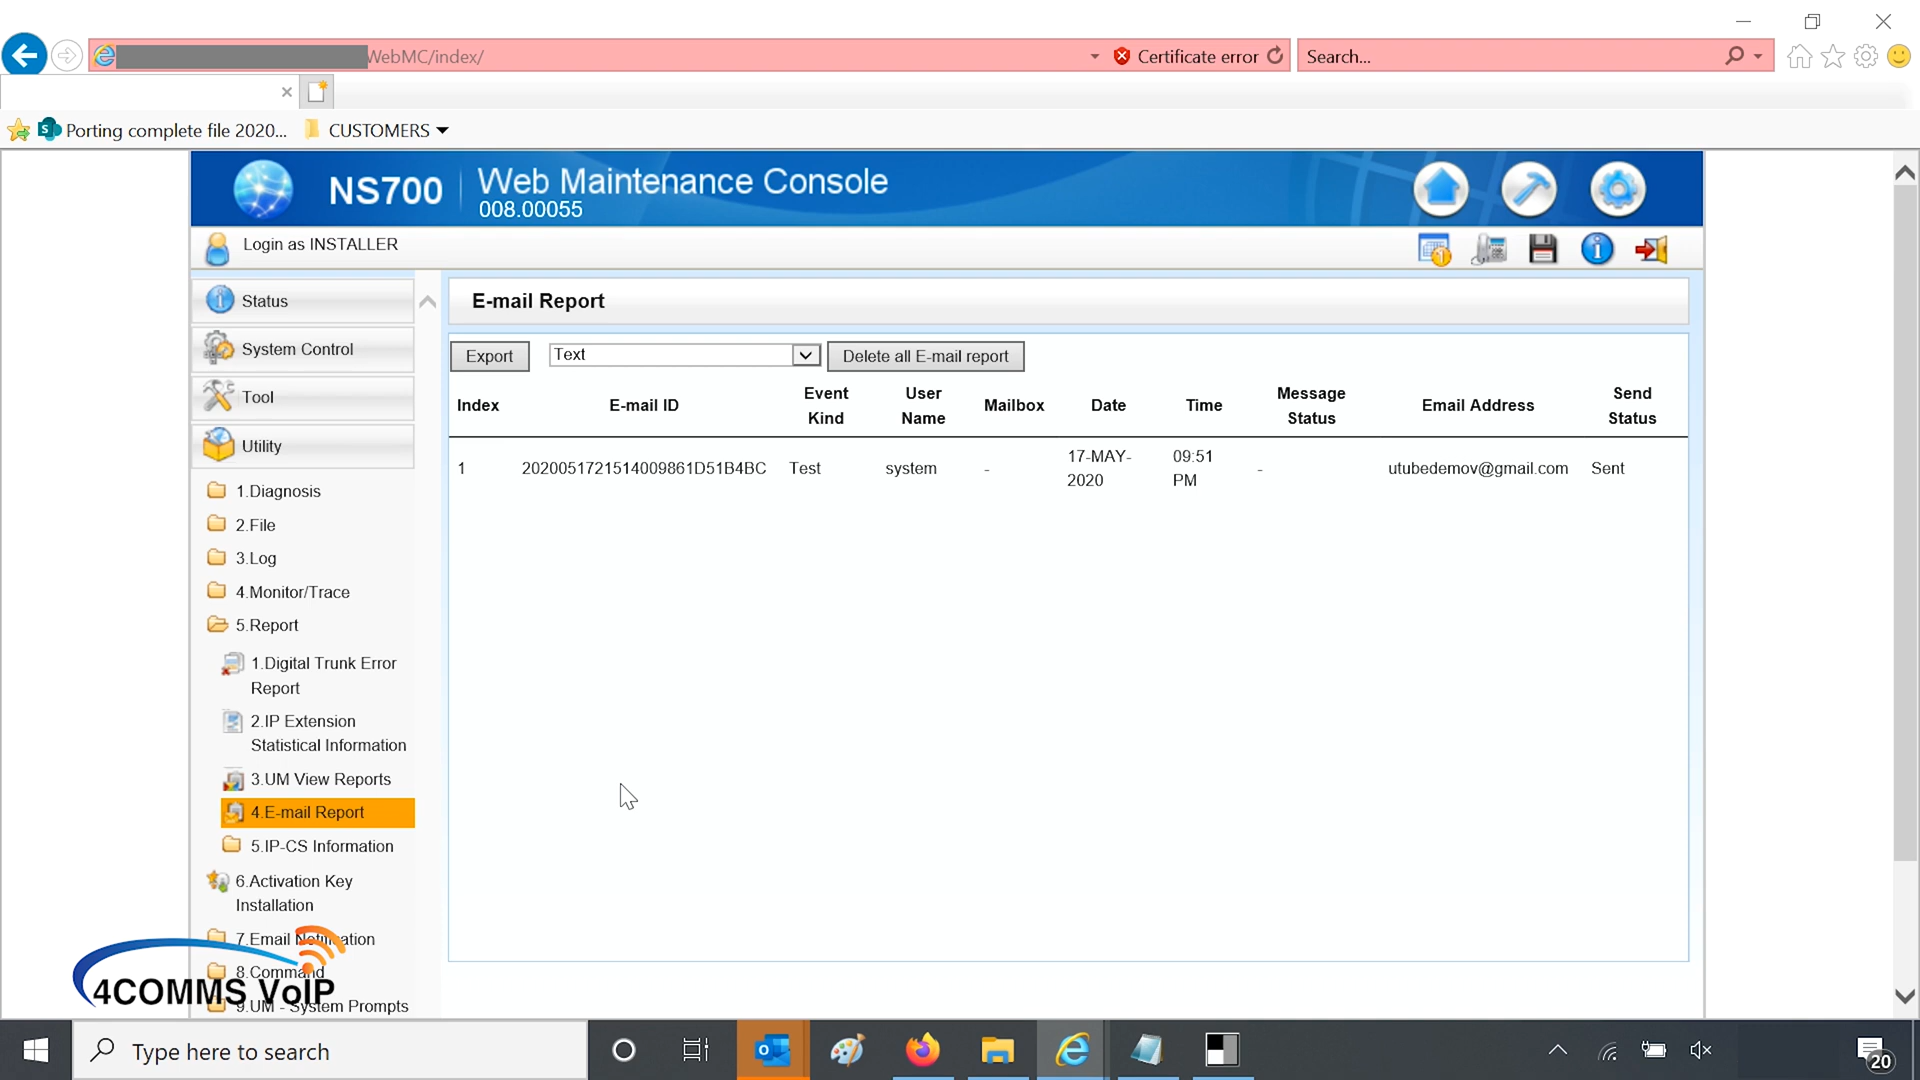 WebMC/index/
Certificate error
Search...
Porting complete file 2020...
CUSTOMERS
NS700
Web Maintenance Console
008.00055
Login as INSTALLER
Status
System Control
Tool
Utility
1.Diagnosis
2.File
3.Log
4.Monitor/Trace
5.Report
1.Digital Trunk Error
Report
2.IP Extension
Statistical Information
3.UM View Reports
4.E-mail Report
5.IP-CS Information
6.Activation Key
Installation
7.Email Notification
8.Command
9.UM - System Prompts
E-mail Report
Export
Text
Delete all E-mail report
Index E-mail ID Event Kind User Name Mailbox Date Time Message Status Email Address Send Status
1 2020051721514009861D51B4BC Test system - 17-MAY-2020 09:51 PM - utubedemov@gmail.com Sent
4COMMS VoIP
Type here to search
20